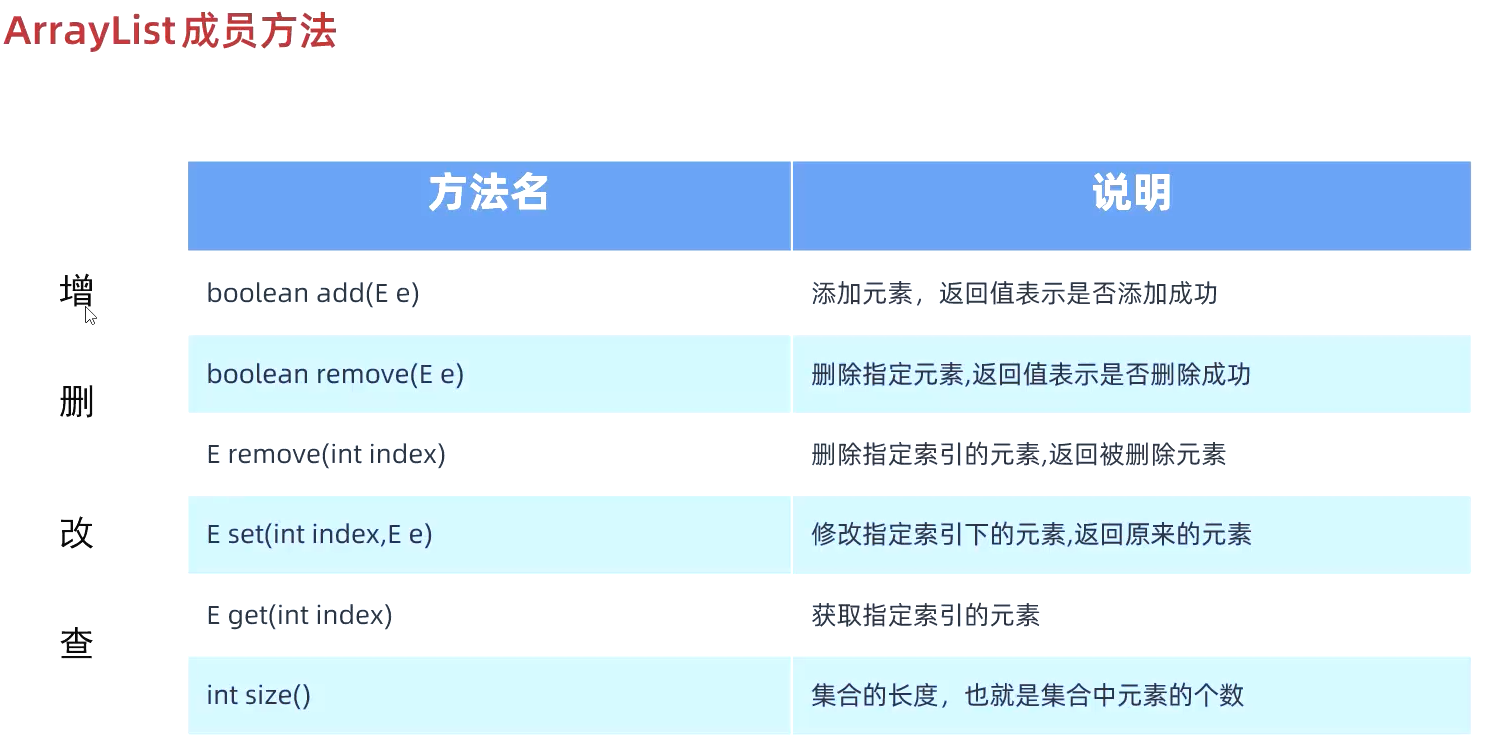 ArrayList成员方法
方法名 说明
增 boolean add(E e) 添加元素，返回值表示是否添加成功
boolean remove(E e) 删除指定元素,返回值表示是否删除成功
删
E remove(int index) 删除指定索引的元素,返回被删除元素
改 E set(int index,E e) 修改指定索引下的元素,返回原来的元素
E get(int index) 获取指定索引的元素
查
int size() 集合的长度，也就是集合中元素的个数